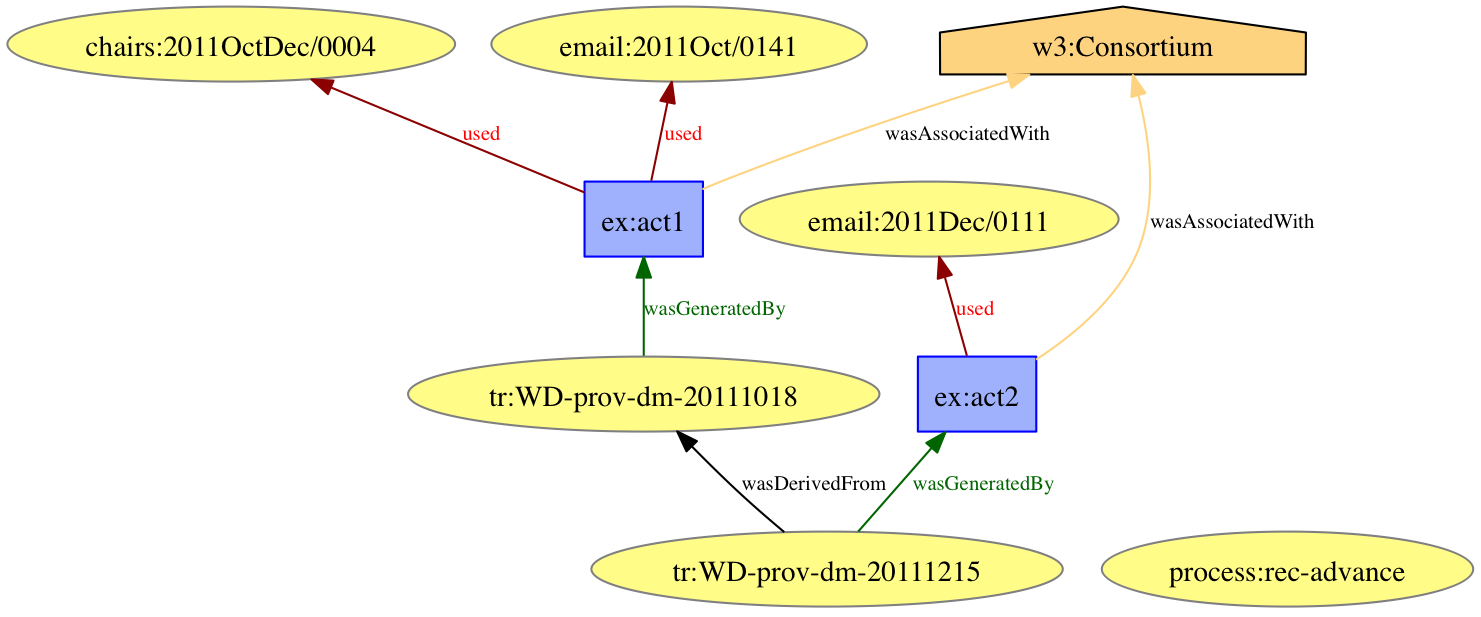 chairs:2011OctDec/0004
email:2011Oct/0141
w3:Consortium
used
used
wasAssociatedWith
ex:act1
email:2011Dec/0111
wasAssociatedWith
wasGeneratedBy
used
tr:WD-prov-dm-20111018
ex:act2
wasDerivedFrom
wasGeneratedBy
tr:WD-prov-dm-20111215
process:rec-advance